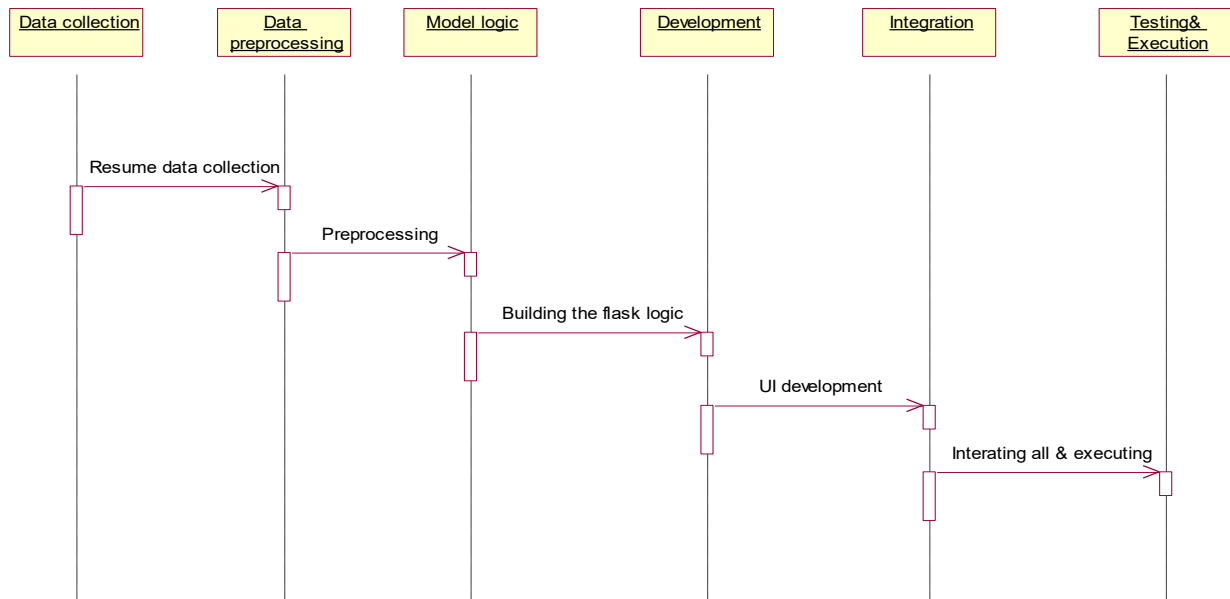 Data collection
Data
preprocessing
Model logic
Development
Integration
Testing&
Execution
Resume data collection
Preprocessing
Building the flask logic
UI development
Interating all & executing